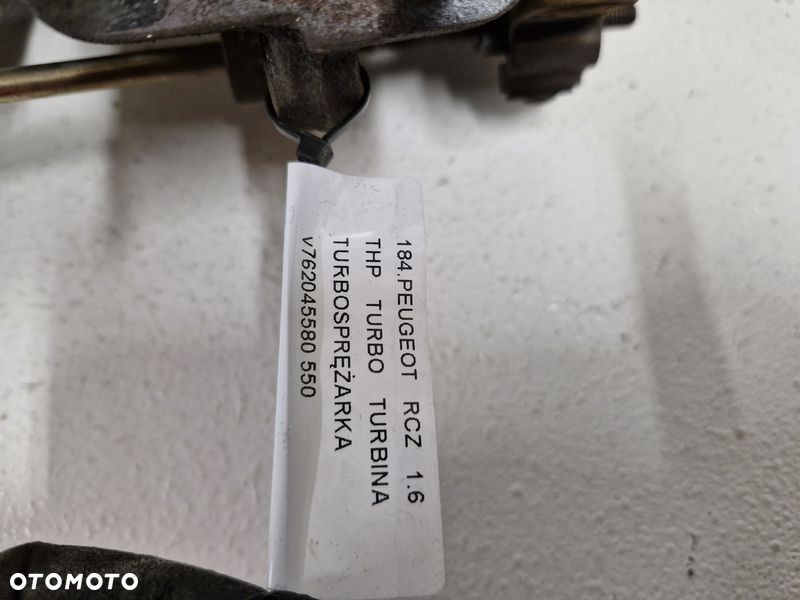 184.PEUGEOT RCZ 1.6
THP TURBO TURBINA
TURBOSPRĘŻARKA
v762045580 550
OTOMOTO